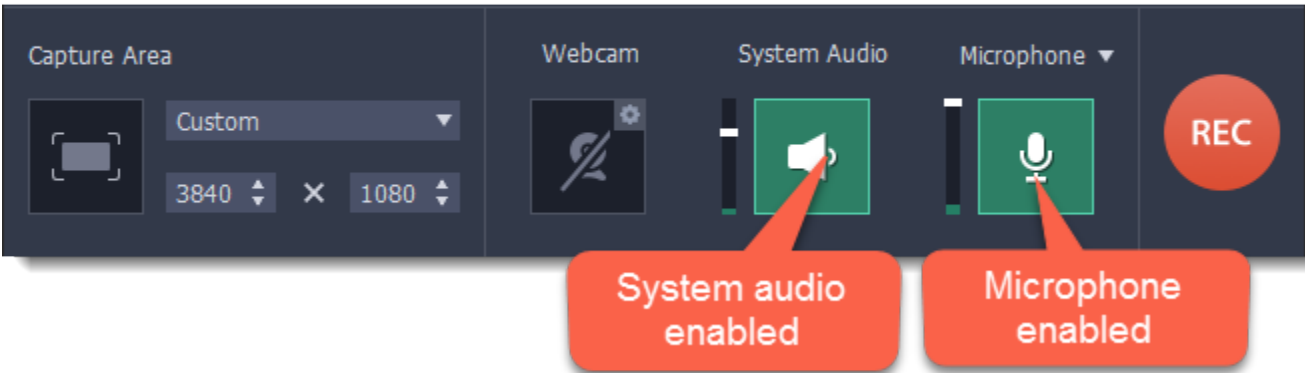 Capture Area
Webcam
System Audio
Microphone
Custom
3840 × 1080
REC
System audio
enabled
Microphone
enabled